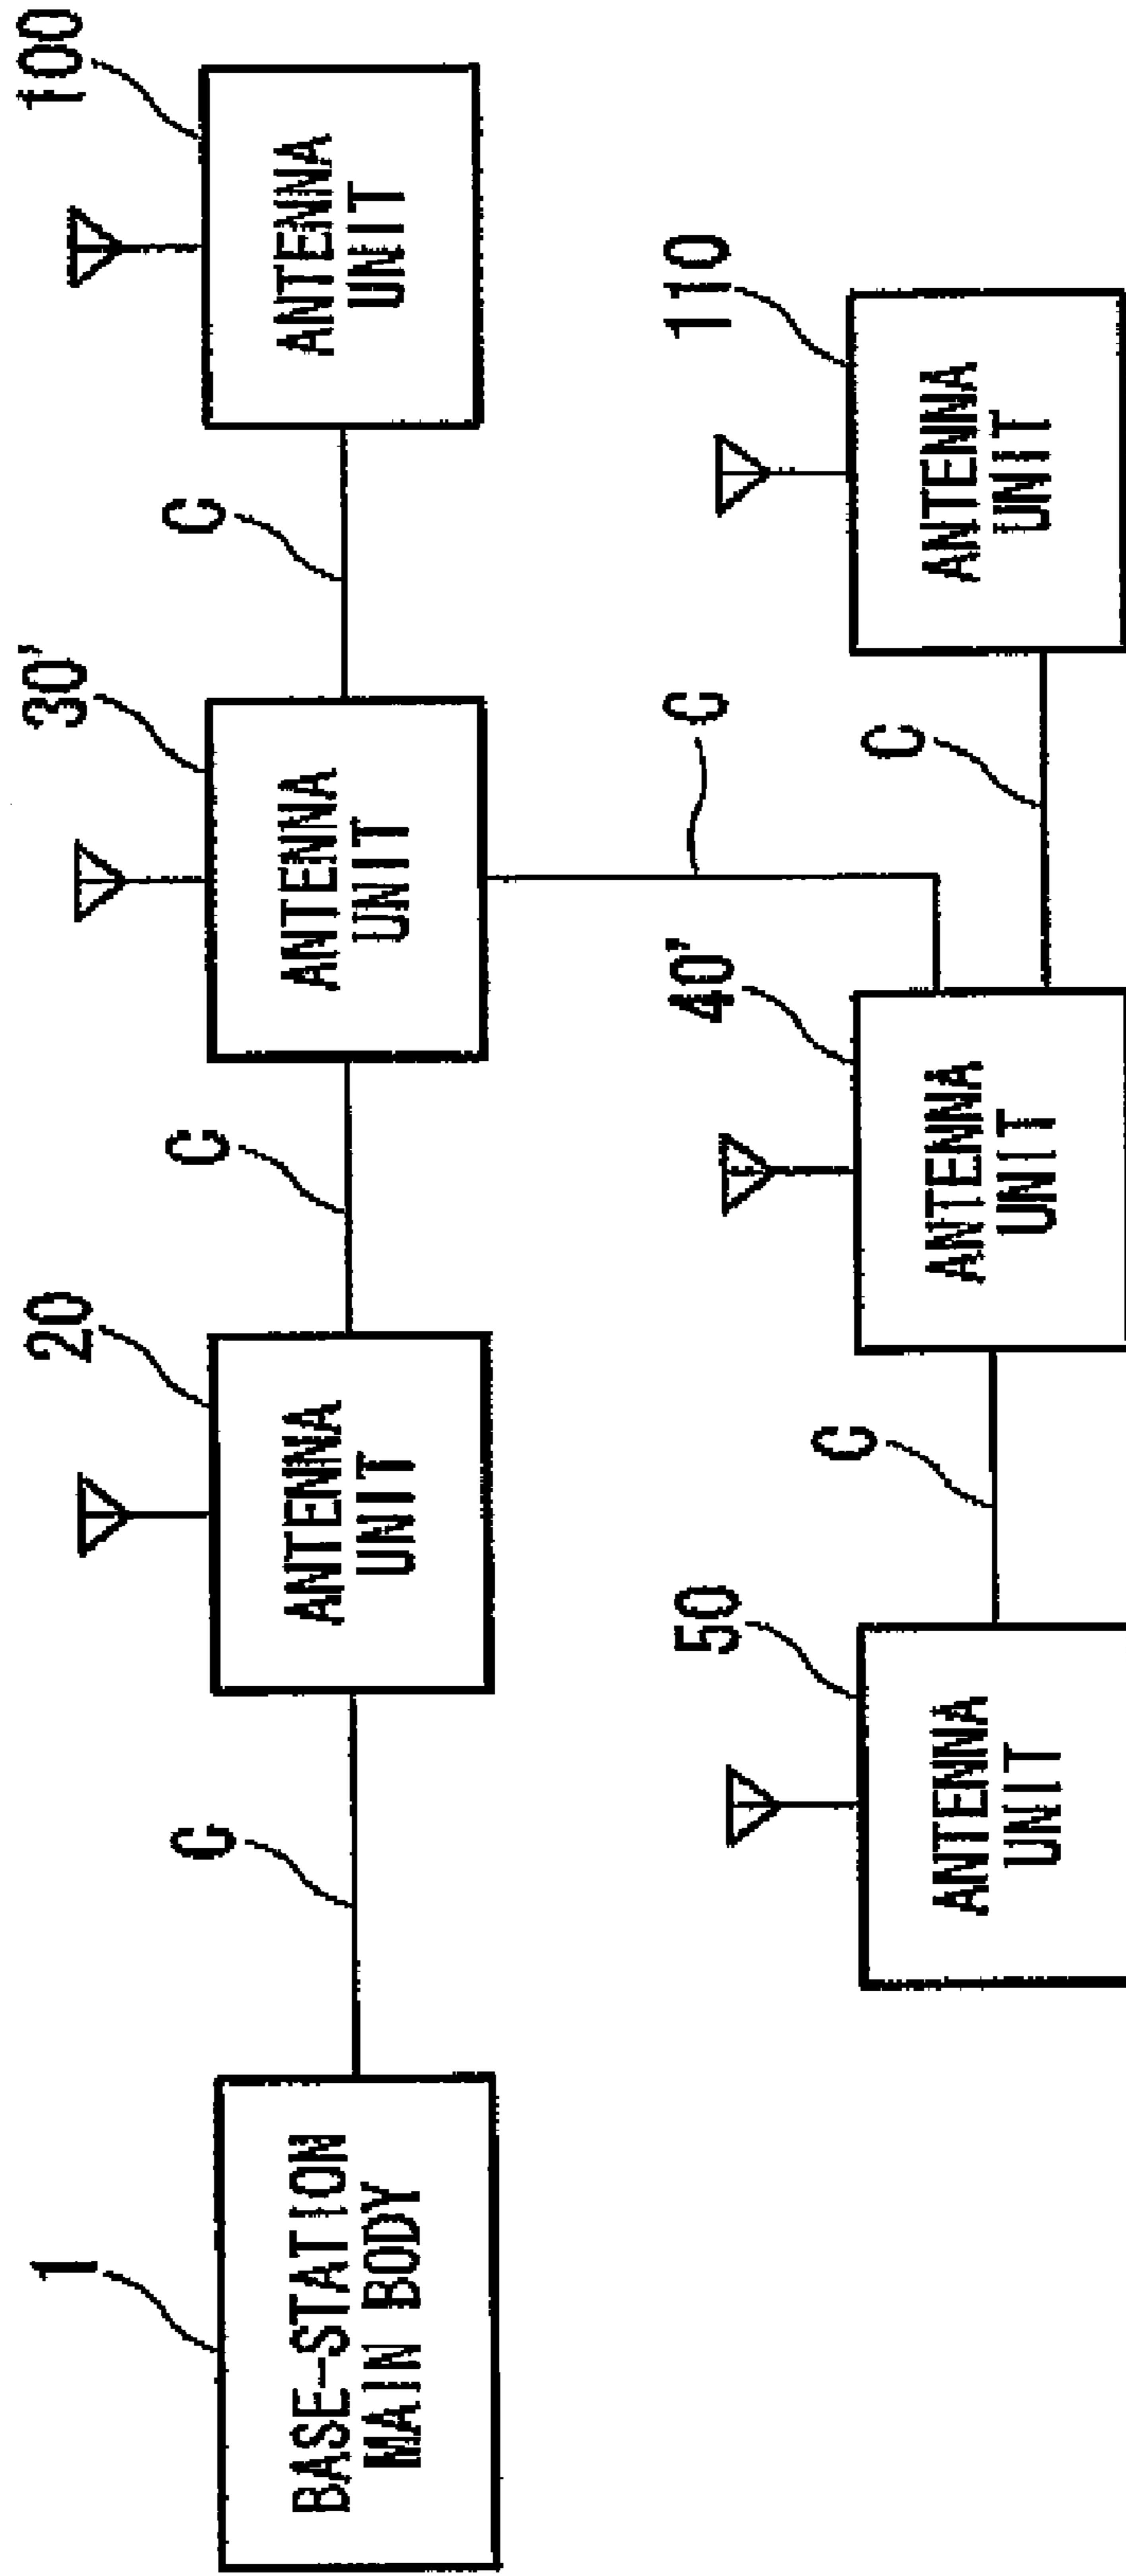 1
BASE-STATION
MAIN BODY
C
20
ANTENNA
UNIT
C
30'
ANTENNA
UNIT
C
100
ANTENNA
UNIT
C
50
ANTENNA
UNIT
C
40'
ANTENNA
UNIT
C
110
ANTENNA
UNIT